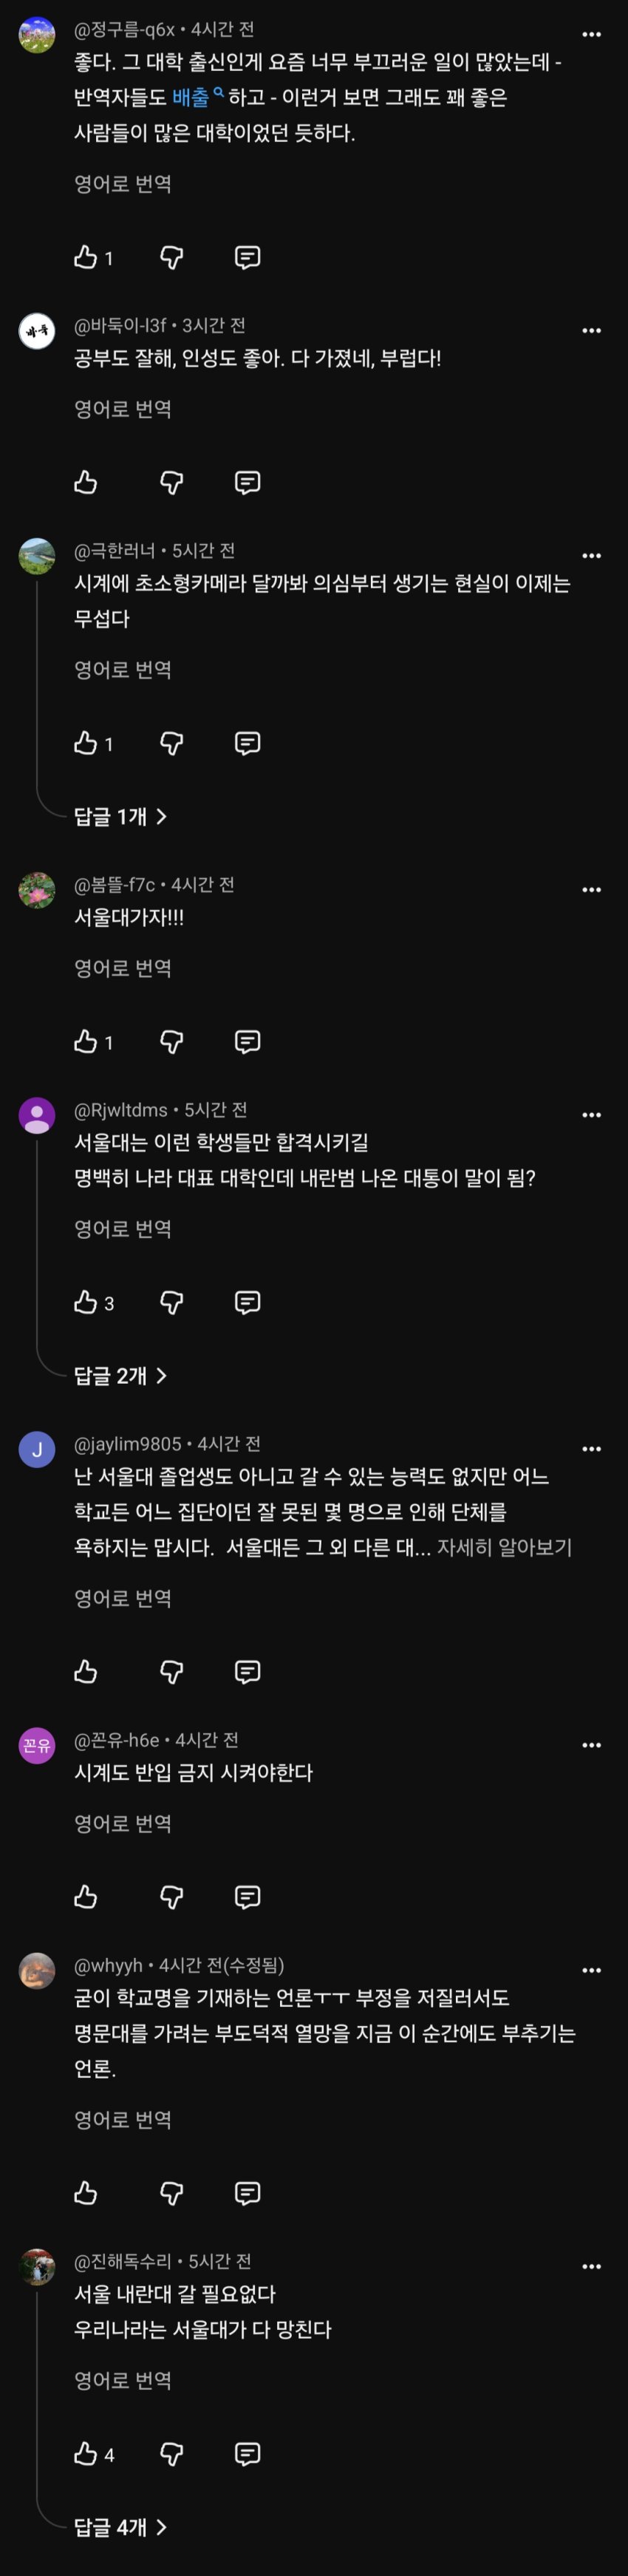 @정구름-q6x • 4시간 전
좋다. 그 대학 출신인게 요즘 너무 부끄러운 일이 많았는데 -
반역자들도 배출 하고 - 이런거 보면 그래도 꽤 좋은
사람들이 많은 대학이었던 듯하다.
영어로 번역
1
바둑
@바둑이-l3f • 3시간 전
공부도 잘해, 인성도 좋아. 다 가졌네, 부럽다!
영어로 번역
@극한러너 • 5시간 전
시계에 초소형카메라 달까봐 의심부터 생기는 현실이 이제는
무섭다
영어로 번역
1
답글 1개
@봄뜰-f7c • 4시간 전
서울대가자!!!
영어로 번역
1
@Rjwltdms • 5시간 전
서울대는 이런 학생들만 합격시키길
명백히 나라 대표 대학인데 내란범 나온 대통이 말이 됨?
영어로 번역
3
답글 2개
J
@jaylim9805 • 4시간 전
난 서울대 졸업생도 아니고 갈 수 있는 능력도 없지만 어느
학교든 어느 집단이던 잘 못된 몇 명으로 인해 단체를
욕하지는 맙시다.  서울대든 그 외 다른 대... 자세히 알아보기
영어로 번역
꼰유
@꼰유-h6e • 4시간 전
시계도 반입 금지 시켜야한다
영어로 번역
@whyyh • 4시간 전(수정됨)
굳이 학교명을 기재하는 언론ㅜㅜ 부정을 저질러서도
명문대를 가려는 부도덕적 열망을 지금 이 순간에도 부추기는
언론.
영어로 번역
@진해독수리 • 5시간 전
서울 내란대 갈 필요없다
우리나라는 서울대가 다 망친다
영어로 번역
4
답글 4개